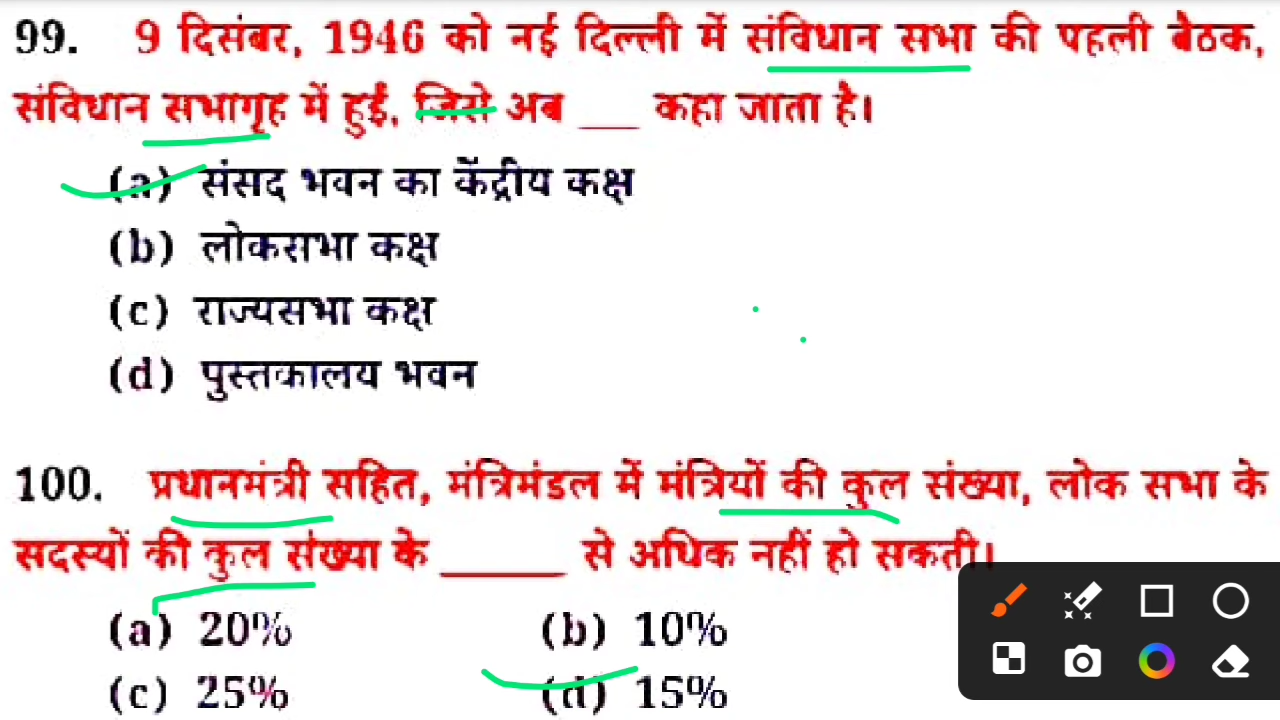 99. 9 दिसंबर, 1946 को नई दिल्ली में संविधान सभा की पहली बैठक,
संविधान सभागृह में हुई, जिसे अब ___ कहा जाता है।
(a) संसद भवन का केंद्रीय कक्ष
(b) लोकसभा कक्ष
(c) राज्यसभा कक्ष
(d) पुस्तकालय भवन
100. प्रधानमंत्री सहित, मंत्रिमंडल में मंत्रियों की कुल संख्या, लोक सभा के
सदस्यों की कुल संख्या के ______ से अधिक नहीं हो सकती।
(a) 20% (b) 10%
(c) 25% (d) 15%